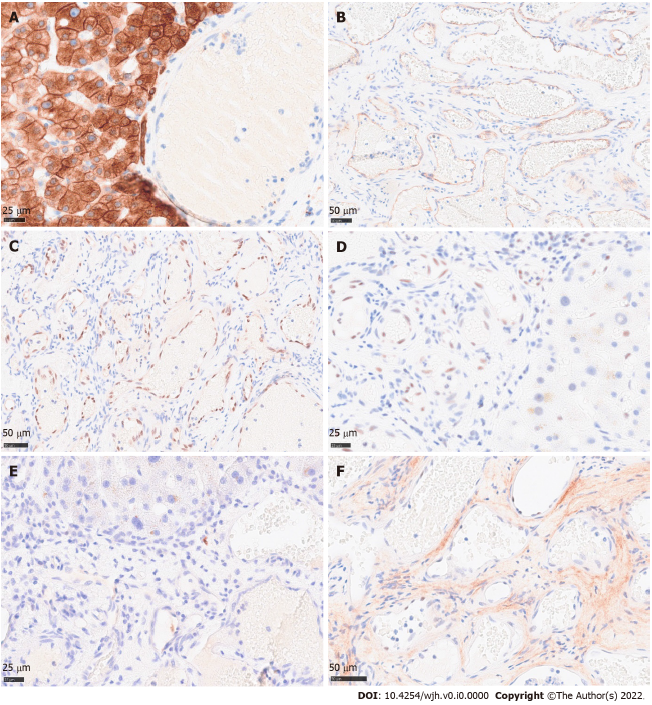 A
B
25 μm
50 μm
C
D
50 μm
25 μm
E
F
25 μm
50 μm
DOI: 10.4254/wjh.v0.i0.0000 Copyright ©The Author(s) 2022.